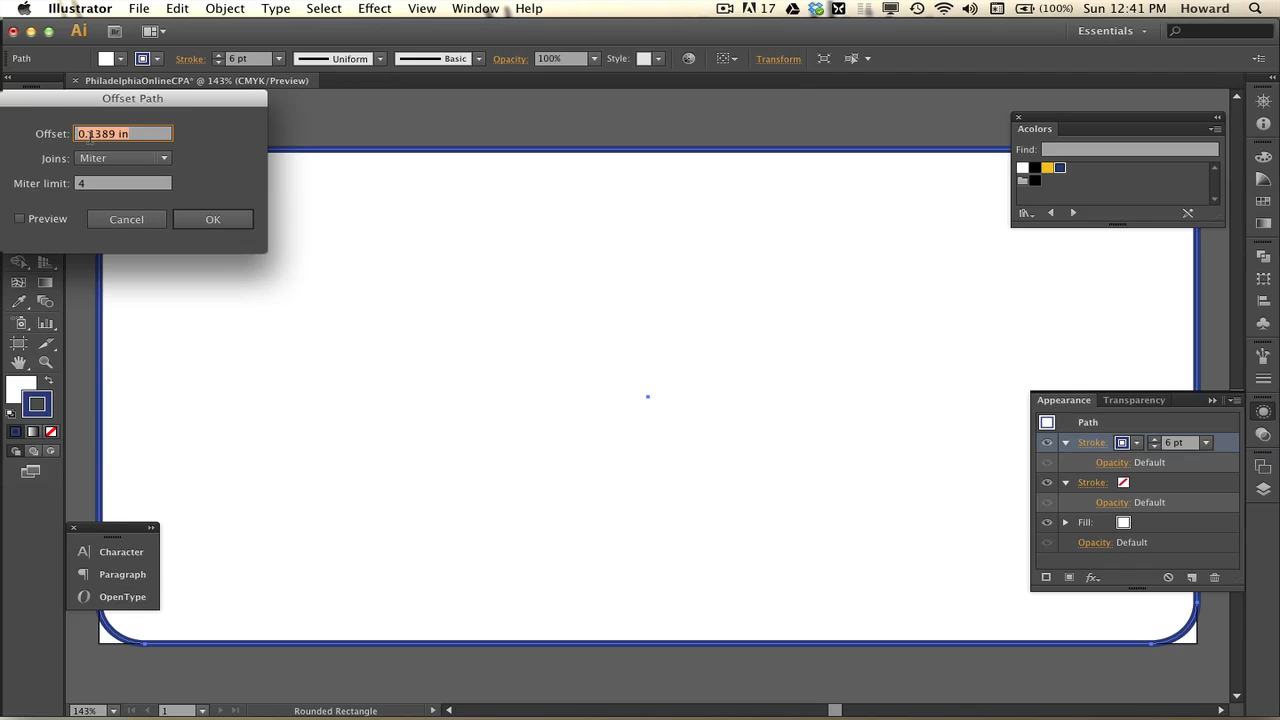 Illustrator File Edit Object Type Select Effect View Window Help 17 (100%) Sun 12:41 PM Howard
Ai Br Essentials
Path Stroke: 6 pt Uniform Basic Opacity: 100% Style: Transform
× PhiladelphiaOnlineCPA* @ 143% (CMYK/Preview)
Offset Path
Offset: 0.1389 in
Joins: Miter
Miter limit: 4
Preview Cancel OK
Acolors
Find:
Appearance Transparency
Path
Stroke: 6 pt
Opacity: Default
Stroke:
Opacity: Default
Fill:
Opacity: Default
fx
Character
Paragraph
OpenType
143% 1 Rounded Rectangle